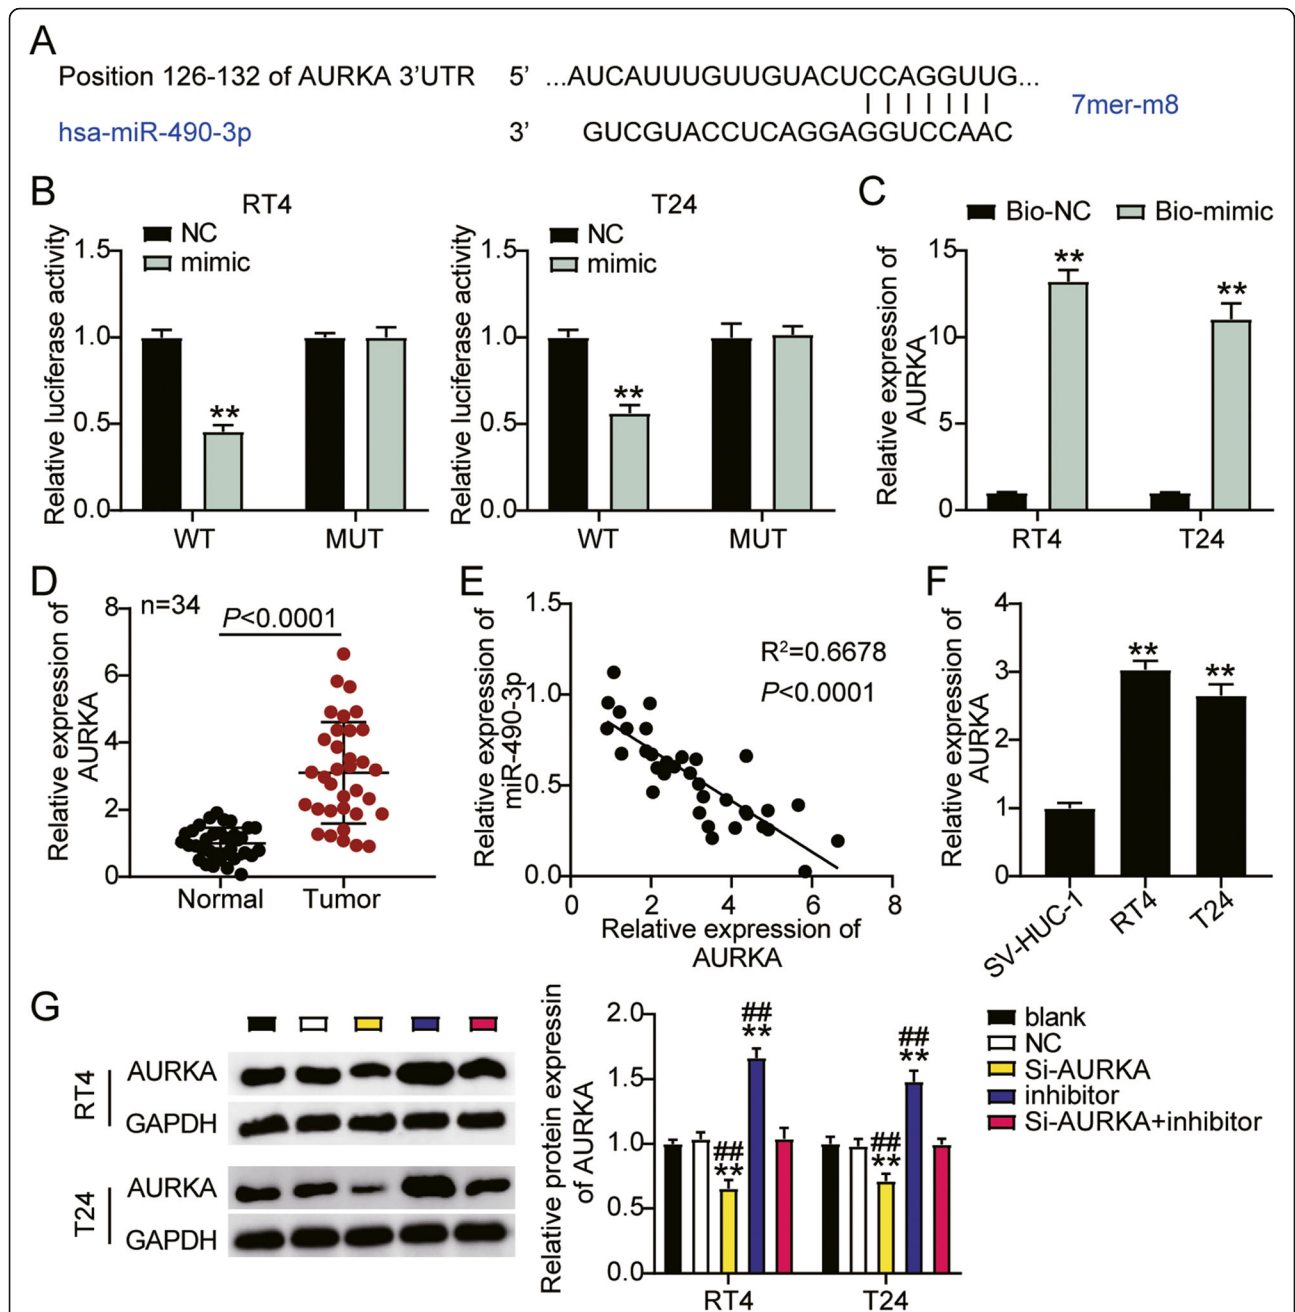 A
Position 126-132 of AURKA 3'UTR 5' ...AUCAUUUGUUGUACUCCAGGUUG...
7mer-m8
hsa-miR-490-3p 3' GUCGUACCUCAGGAGGUCCAAC
B
RT4
NC
mimic
Relative luciferase activity
1.5
1.0
0.5
0.0
**
WT MUT
T24
NC
mimic
Relative luciferase activity
1.5
1.0
0.5
0.0
**
WT MUT
C
Bio-NC Bio-mimic
Relative expression of
AURKA
15
10
5
0
**
**
RT4 T24
D
n=34
P<0.0001
Relative expression of
AURKA
8
6
4
2
0
Normal Tumor
E
Relative expression of
miR-490-3p
1.5
1.0
0.5
0.0
R²=0.6678
P<0.0001
0 2 4 6 8
Relative expression of
AURKA
F
Relative expression of
AURKA
4
3
2
1
0
**
**
SV-HUC-1 RT4 T24
G
RT4
AURKA
GAPDH
T24
AURKA
GAPDH
Relative protein expressin
of AURKA
2.0
1.5
1.0
0.5
0.0
##
**
##
**
##
**
##
**
RT4 T24
blank
NC
Si-AURKA
inhibitor
Si-AURKA+inhibitor